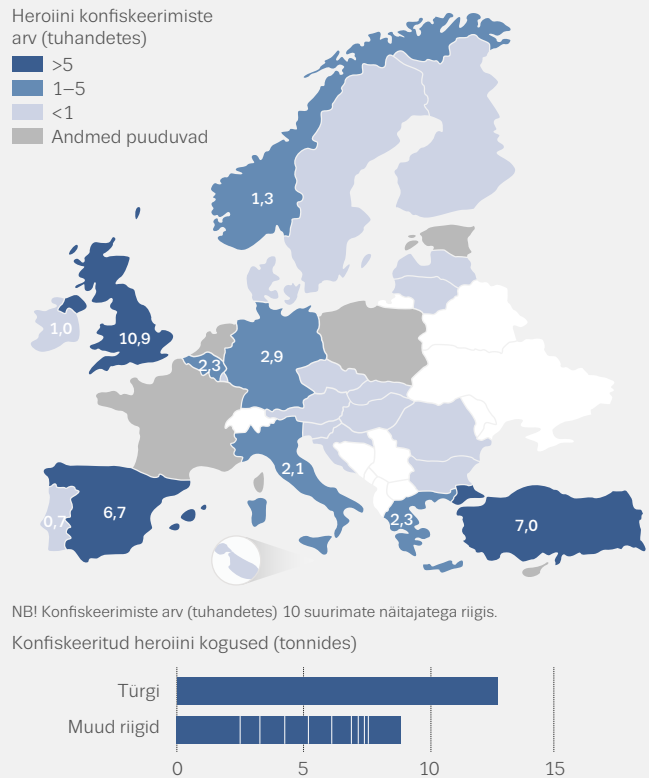 Heroiini konfiskeerimiste
arv (tuhandetes)
>5
1–5
<1
Andmed puuduvad
1,3
1,0
10,9
2,3
2,9
2,1
0,7
6,7
2,3
7,0
NB! Konfiskeerimiste arv (tuhandetes) 10 suurimate näitajatega riigis.
Konfiskeeritud heroiini kogused (tonnides)
Türgi
Muud riigid
0 5 10 15